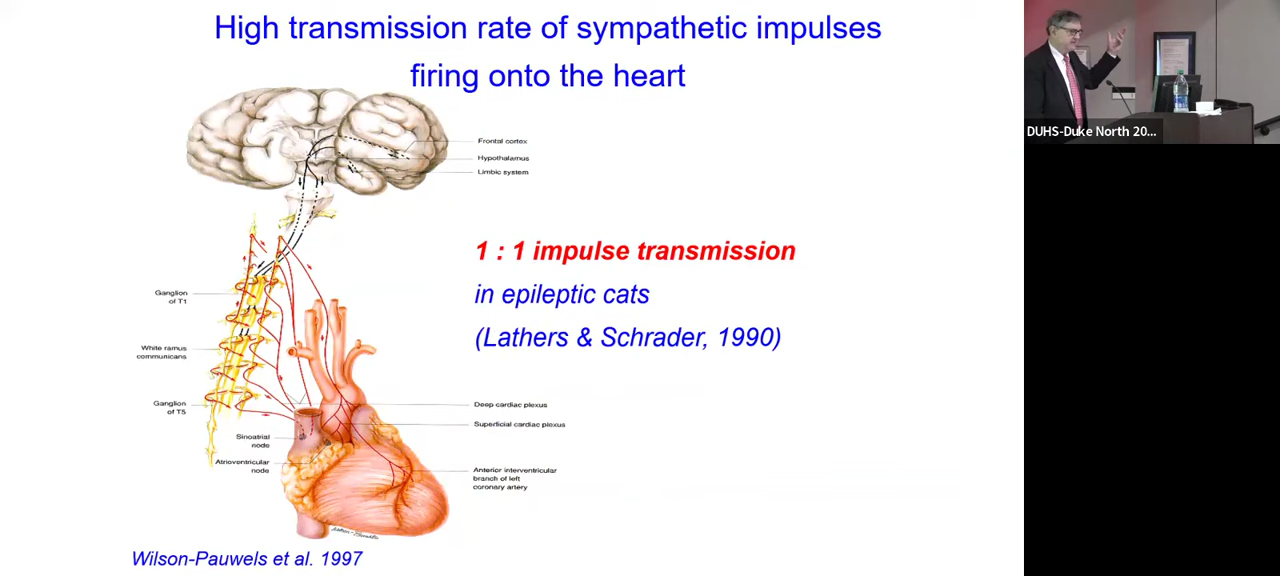 High transmission rate of sympathetic impulses
firing onto the heart
DUHS-Duke North 20...
Frontal cortex
Hypothalamus
Limbic system
1 : 1 impulse transmission
in epileptic cats
(Lathers & Schrader, 1990)
Ganglion
of T1
White ramus
communicans
Ganglion
of T5
Deep cardiac plexus
Superficial cardiac plexus
Sinoatrial
node
Atrioventricular
node
Anterior interventricular
branch of left
coronary artery
Wilson-Pauwels et al. 1997